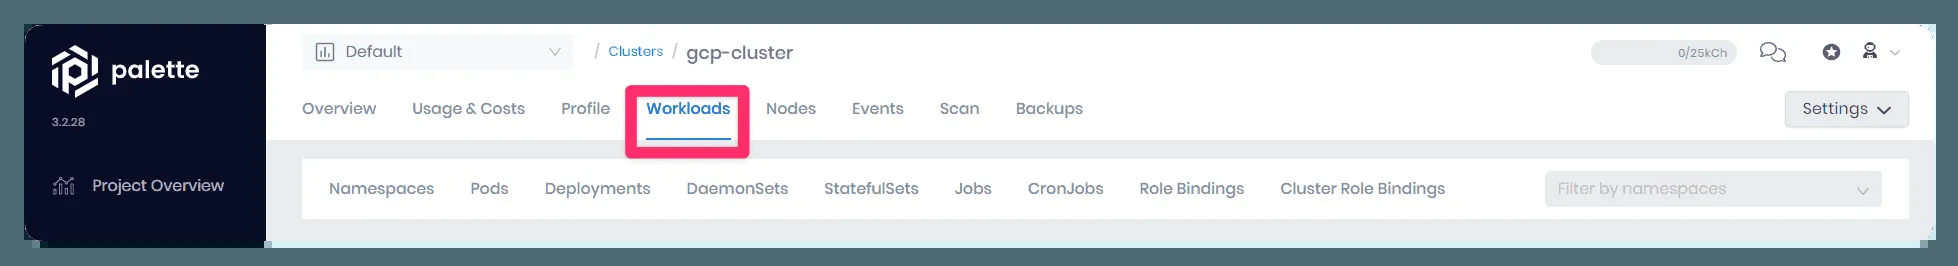 palette
3.2.28
Project Overview
Default
/ Clusters / gcp-cluster
0/25kCh
Overview Usage & Costs Profile Workloads Nodes Events Scan Backups
Settings
Namespaces Pods Deployments DaemonSets StatefulSets Jobs CronJobs Role Bindings Cluster Role Bindings
Filter by namespaces